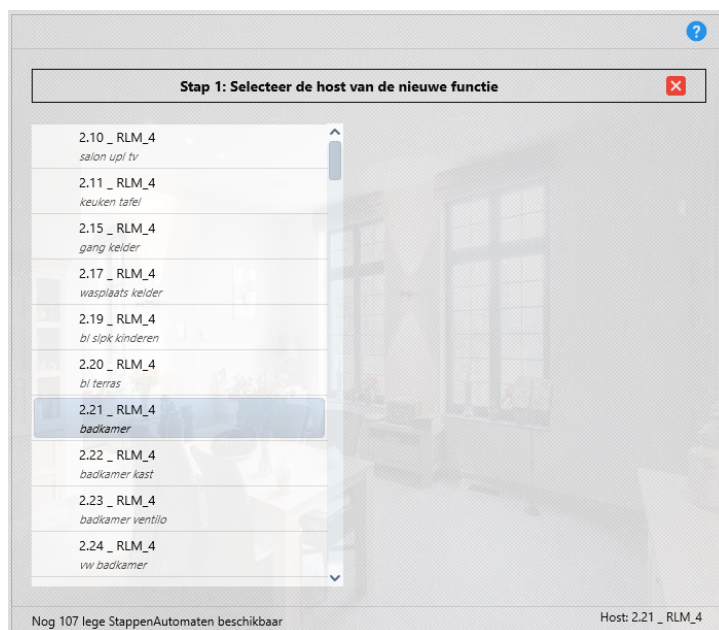 ?
Stap 1: Selecteer de host van de nieuwe functie
2.10 _ RLM_4
salon upl tv
2.11 _ RLM_4
keuken tafel
2.15 _ RLM_4
gang kelder
2.17 _ RLM_4
wasplaats kelder
2.19 _ RLM_4
bl slpk kinderen
2.20 _ RLM_4
bl terras
2.21 _ RLM_4
badkamer
2.22 _ RLM_4
badkamer kast
2.23 _ RLM_4
badkamer ventilo
2.24 _ RLM_4
vw badkamer
Nog 107 lege StappenAutomaten beschikbaar
Host: 2.21 _ RLM_4